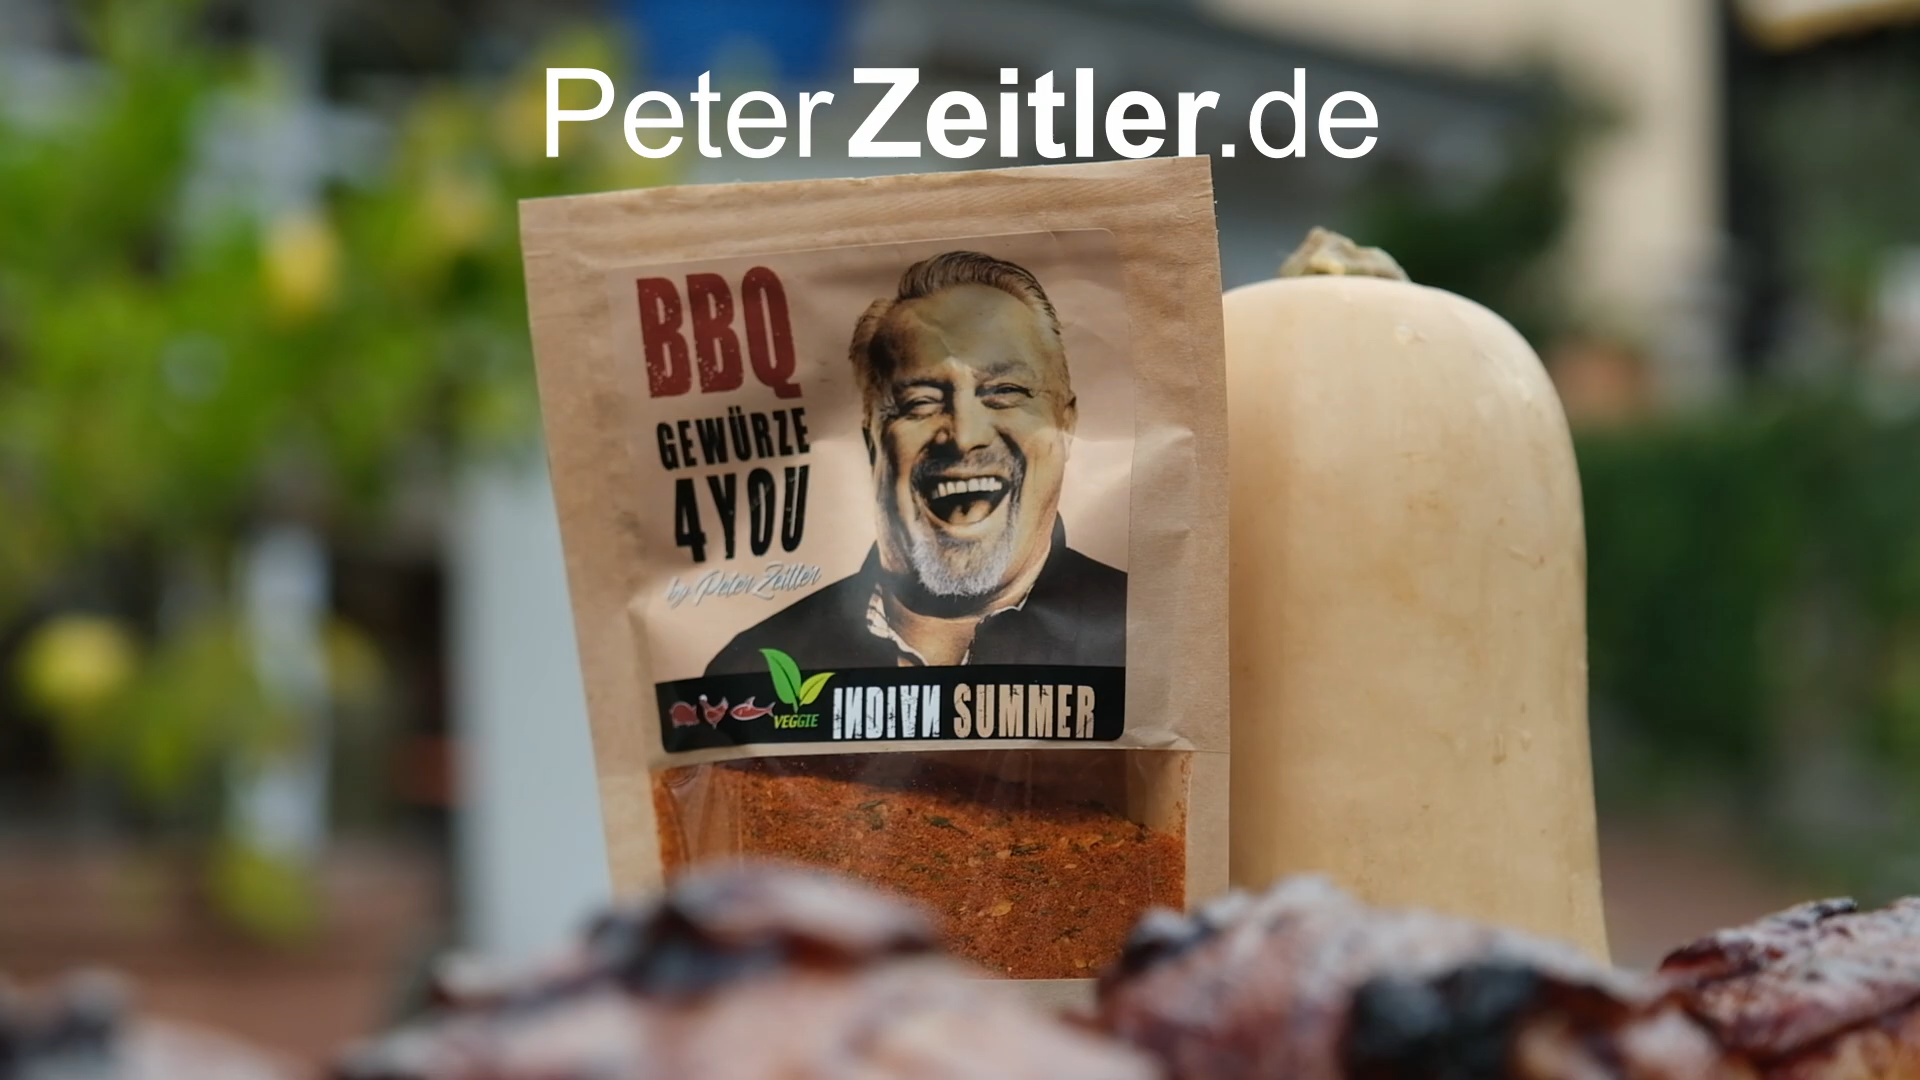 PeterZeitler.de
BBQ
GEWÜRZE
4YOU
by Peter Zeitler
VEGGIE
INDIAN SUMMER